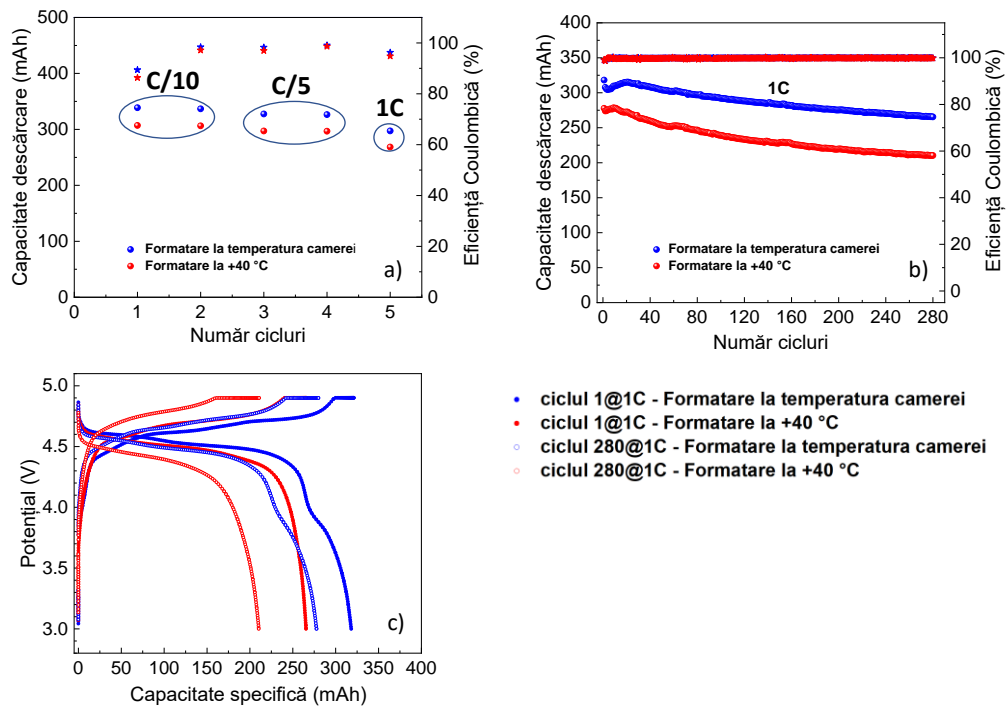 500
450
400
350
300
250
200
150
100
50
0
Capacitate descărcare (mAh)
C/10
C/5
1C
Formatare la temperatura camerei
Formatare la +40 °C
a)
1 2 3 4 5
Număr cicluri
100
80
60
40
20
0
Eficiență Coulombică (%)
400
350
300
250
200
150
100
50
0
Capacitate descărcare (mAh)
1C
Formatare la temperatura camerei
Formatare la +40 °C
b)
0 40 80 120 160 200 240 280
Număr cicluri
100
80
60
40
20
0
Eficiență Coulombică (%)
5.0
4.5
4.0
3.5
3.0
Potențial (V)
c)
0 50 100 150 200 250 300 350 400
Capacitate specifică (mAh)
ciclul 1@1C - Formatare la temperatura camerei
ciclul 1@1C - Formatare la +40 °C
ciclul 280@1C - Formatare la temperatura camerei
ciclul 280@1C - Formatare la +40 °C